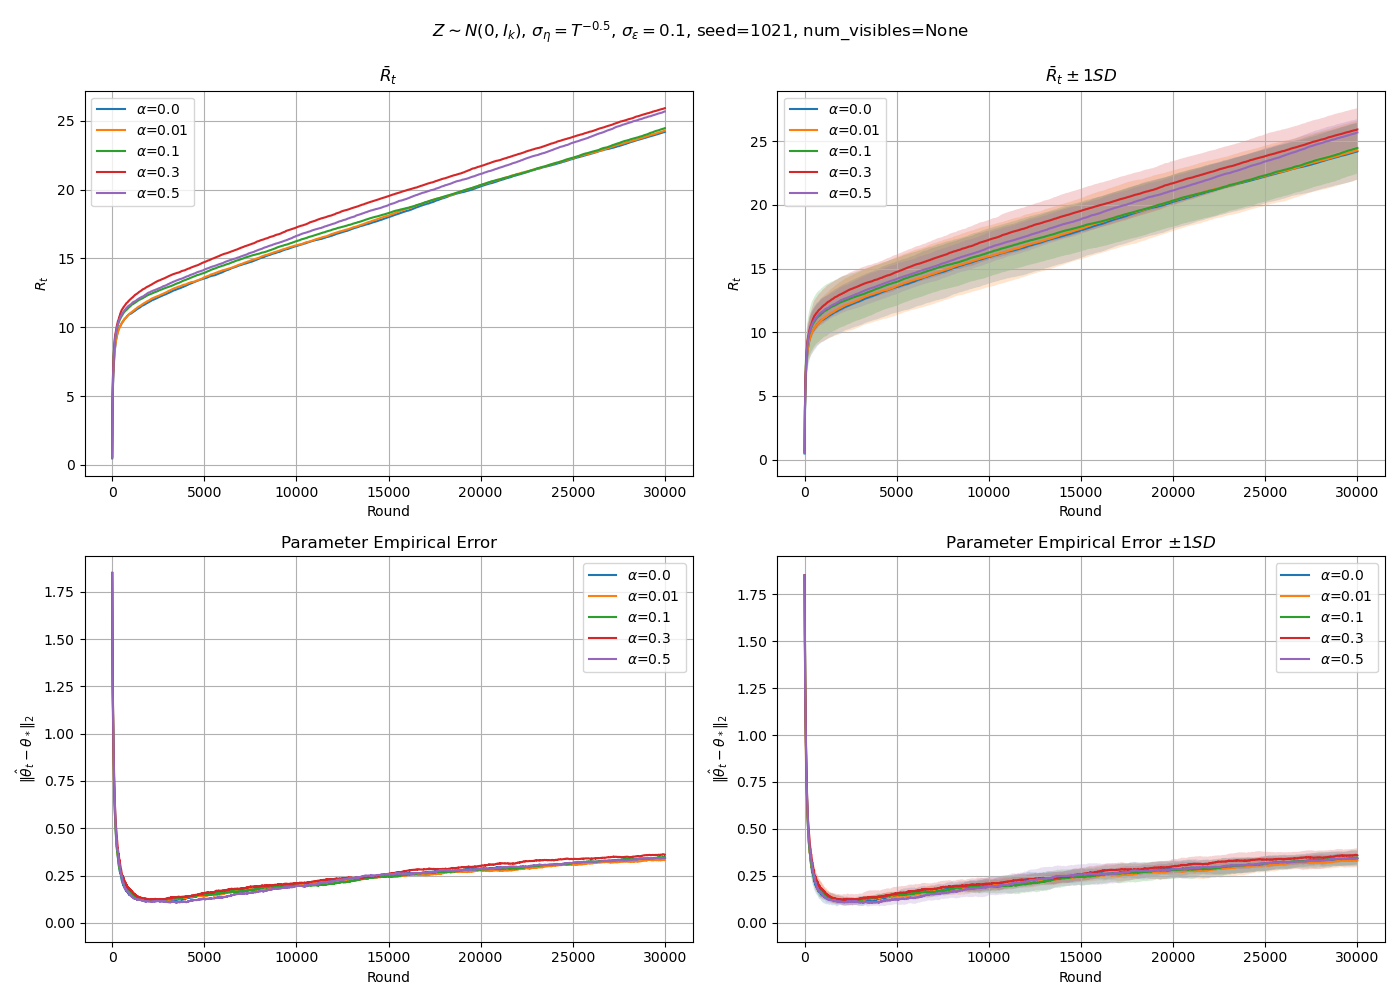 Z ∼ N(0, I_k), σ_η = T^{−0.5}, σ_ε = 0.1, seed=1021, num_visibles=None
R̄_t
α=0.0
α=0.01
α=0.1
α=0.3
α=0.5
R_t
25
20
15
10
5
0
0 5000 10000 15000 20000 25000 30000
Round
R̄_t ± 1SD
α=0.0
α=0.01
α=0.1
α=0.3
α=0.5
R_t
25
20
15
10
5
0
0 5000 10000 15000 20000 25000 30000
Round
Parameter Empirical Error
α=0.0
α=0.01
α=0.1
α=0.3
α=0.5
‖θ̂_t − θ_*‖_2
1.75
1.50
1.25
1.00
0.75
0.50
0.25
0.00
0 5000 10000 15000 20000 25000 30000
Round
Parameter Empirical Error ±1SD
α=0.0
α=0.01
α=0.1
α=0.3
α=0.5
‖θ̂_t − θ_*‖_2
1.75
1.50
1.25
1.00
0.75
0.50
0.25
0.00
0 5000 10000 15000 20000 25000 30000
Round